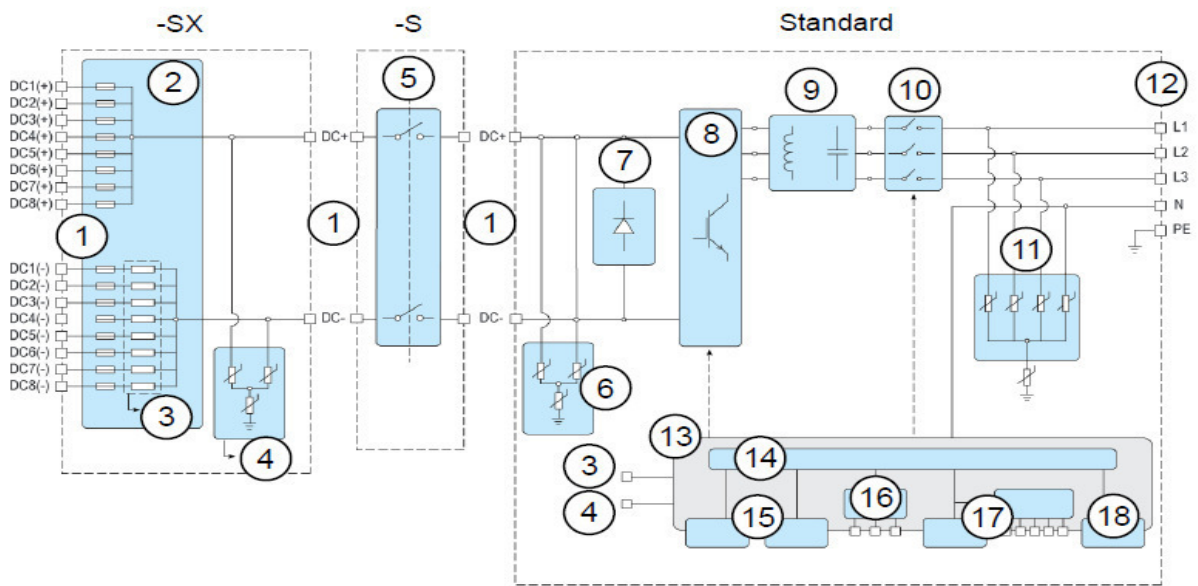 -SX
-S
Standard
2
5
12
9
10
DC1(+)
DC2(+)
DC3(+)
DC4(+)
DC5(+)
DC6(+)
DC7(+)
DC8(+)
DC+
DC+
8
L1
L2
L3
N
PE
7
1
1
1
11
DC1(-)
DC2(-)
DC3(-)
DC4(-)
DC5(-)
DC6(-)
DC7(-)
DC8(-)
DC-
DC-
6
3
4
13
3
14
4
15
16
17
18